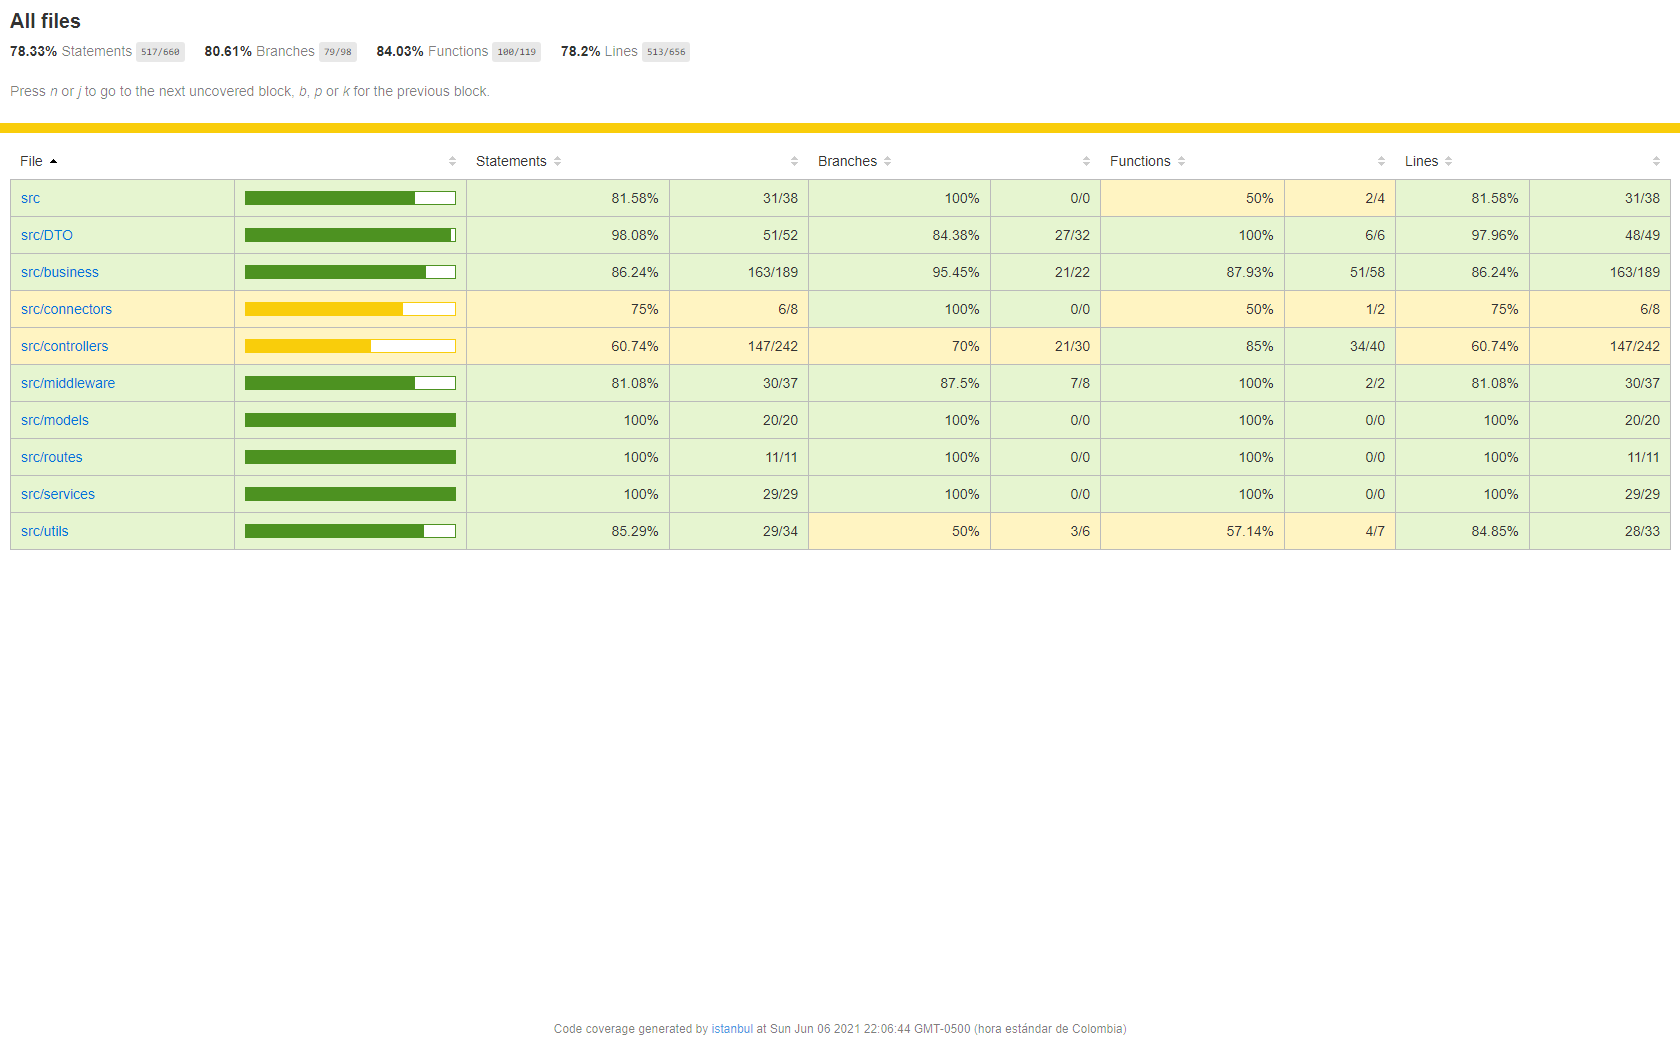 All files
78.33% Statements 517/660 80.61% Branches 79/98 84.03% Functions 100/119 78.2% Lines 513/656
Press n or j to go to the next uncovered block, b, p or k for the previous block.
File Statements Branches Functions Lines
src 81.58% 31/38 100% 0/0 50% 2/4 81.58% 31/38
src/DTO 98.08% 51/52 84.38% 27/32 100% 6/6 97.96% 48/49
src/business 86.24% 163/189 95.45% 21/22 87.93% 51/58 86.24% 163/189
src/connectors 75% 6/8 100% 0/0 50% 1/2 75% 6/8
src/controllers 60.74% 147/242 70% 21/30 85% 34/40 60.74% 147/242
src/middleware 81.08% 30/37 87.5% 7/8 100% 2/2 81.08% 30/37
src/models 100% 20/20 100% 0/0 100% 0/0 100% 20/20
src/routes 100% 11/11 100% 0/0 100% 0/0 100% 11/11
src/services 100% 29/29 100% 0/0 100% 0/0 100% 29/29
src/utils 85.29% 29/34 50% 3/6 57.14% 4/7 84.85% 28/33
Code coverage generated by istanbul at Sun Jun 06 2021 22:06:44 GMT-0500 (hora estándar de Colombia)